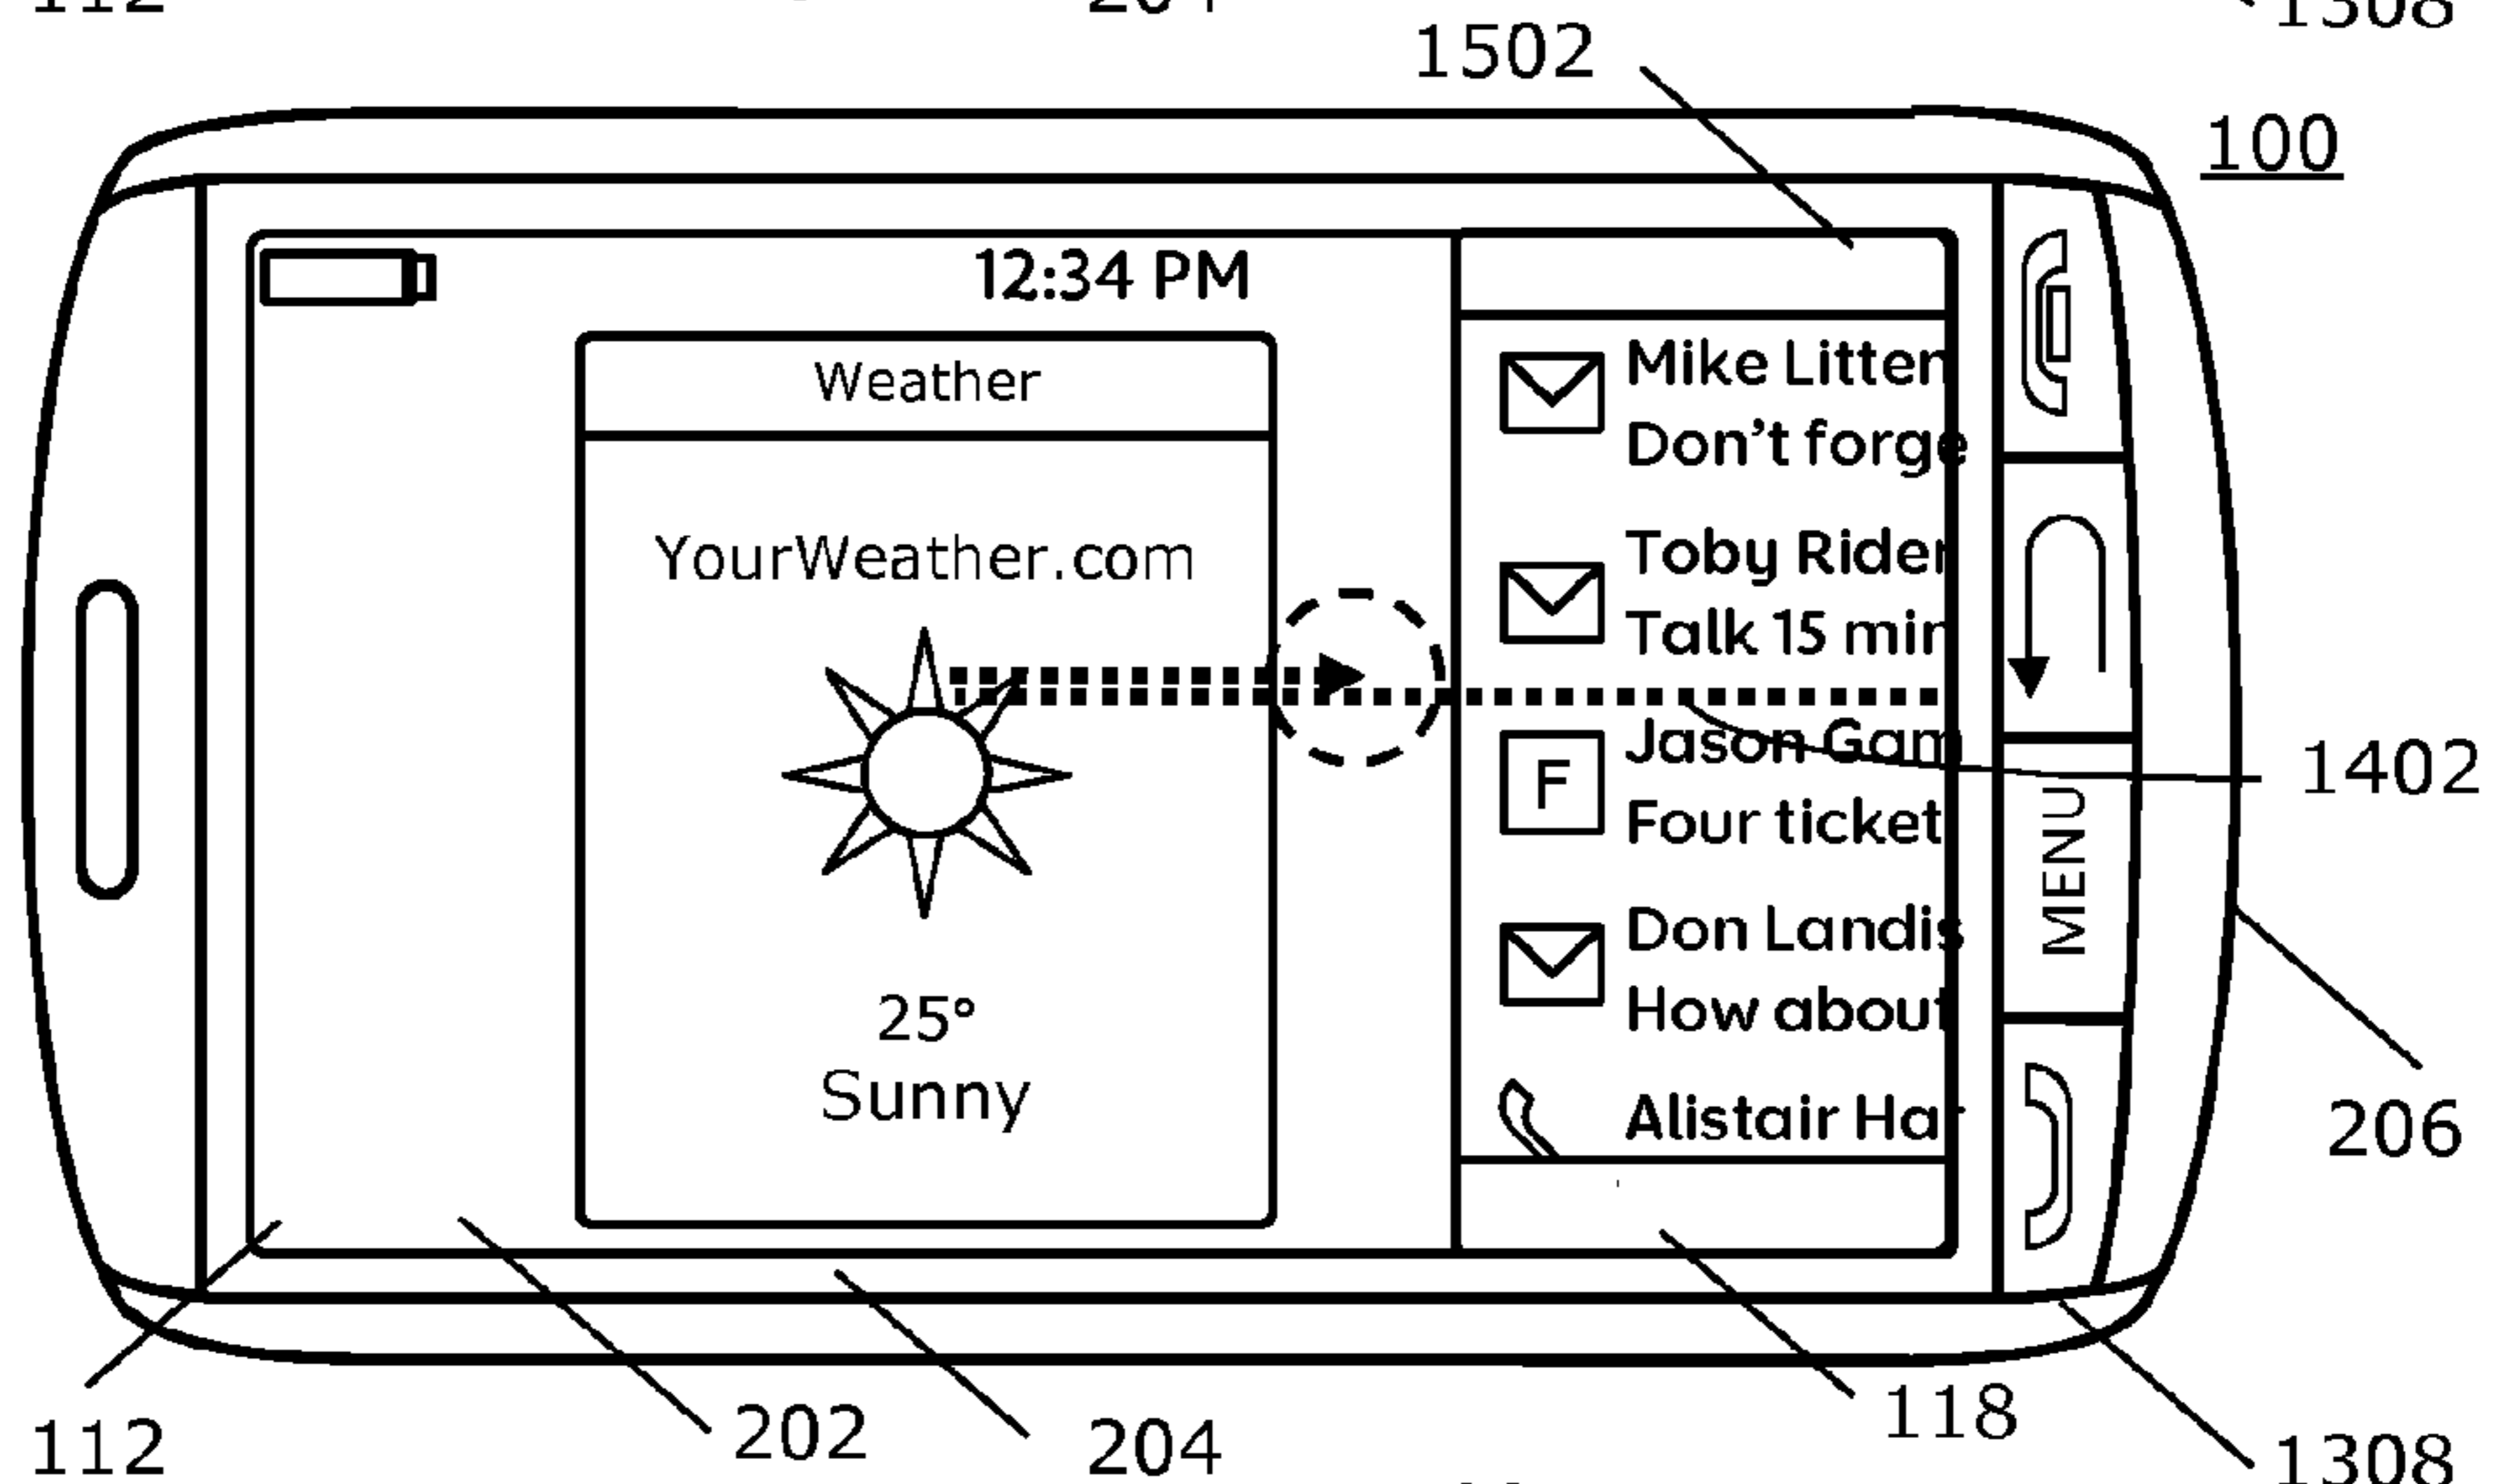 1502
100
12:34 PM
Weather
YourWeather.com
25°
Sunny
Mike Litten
Don't forge
Toby Rider
Talk 15 min
Jason Gam
F
Four ticket
Don Landis
How about
Alistair Har
MENU
1402
206
112
202
204
118
1308